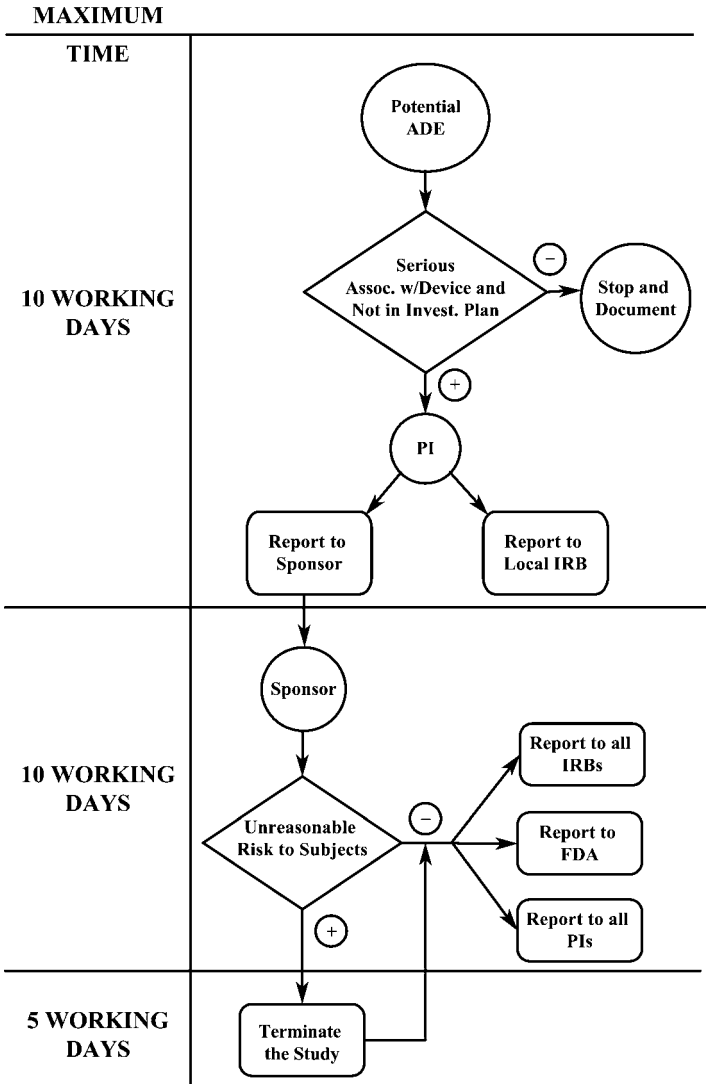 MAXIMUM
TIME
Potential
ADE
10 WORKING
DAYS
Serious
Assoc. w/Device and
Not in Invest. Plan
−
Stop and
Document
+
PI
Report to
Sponsor
Report to
Local IRB
Sponsor
10 WORKING
DAYS
Unreasonable
Risk to Subjects
−
Report to all
IRBs
Report to
FDA
Report to all
PIs
+
5 WORKING
DAYS
Terminate
the Study